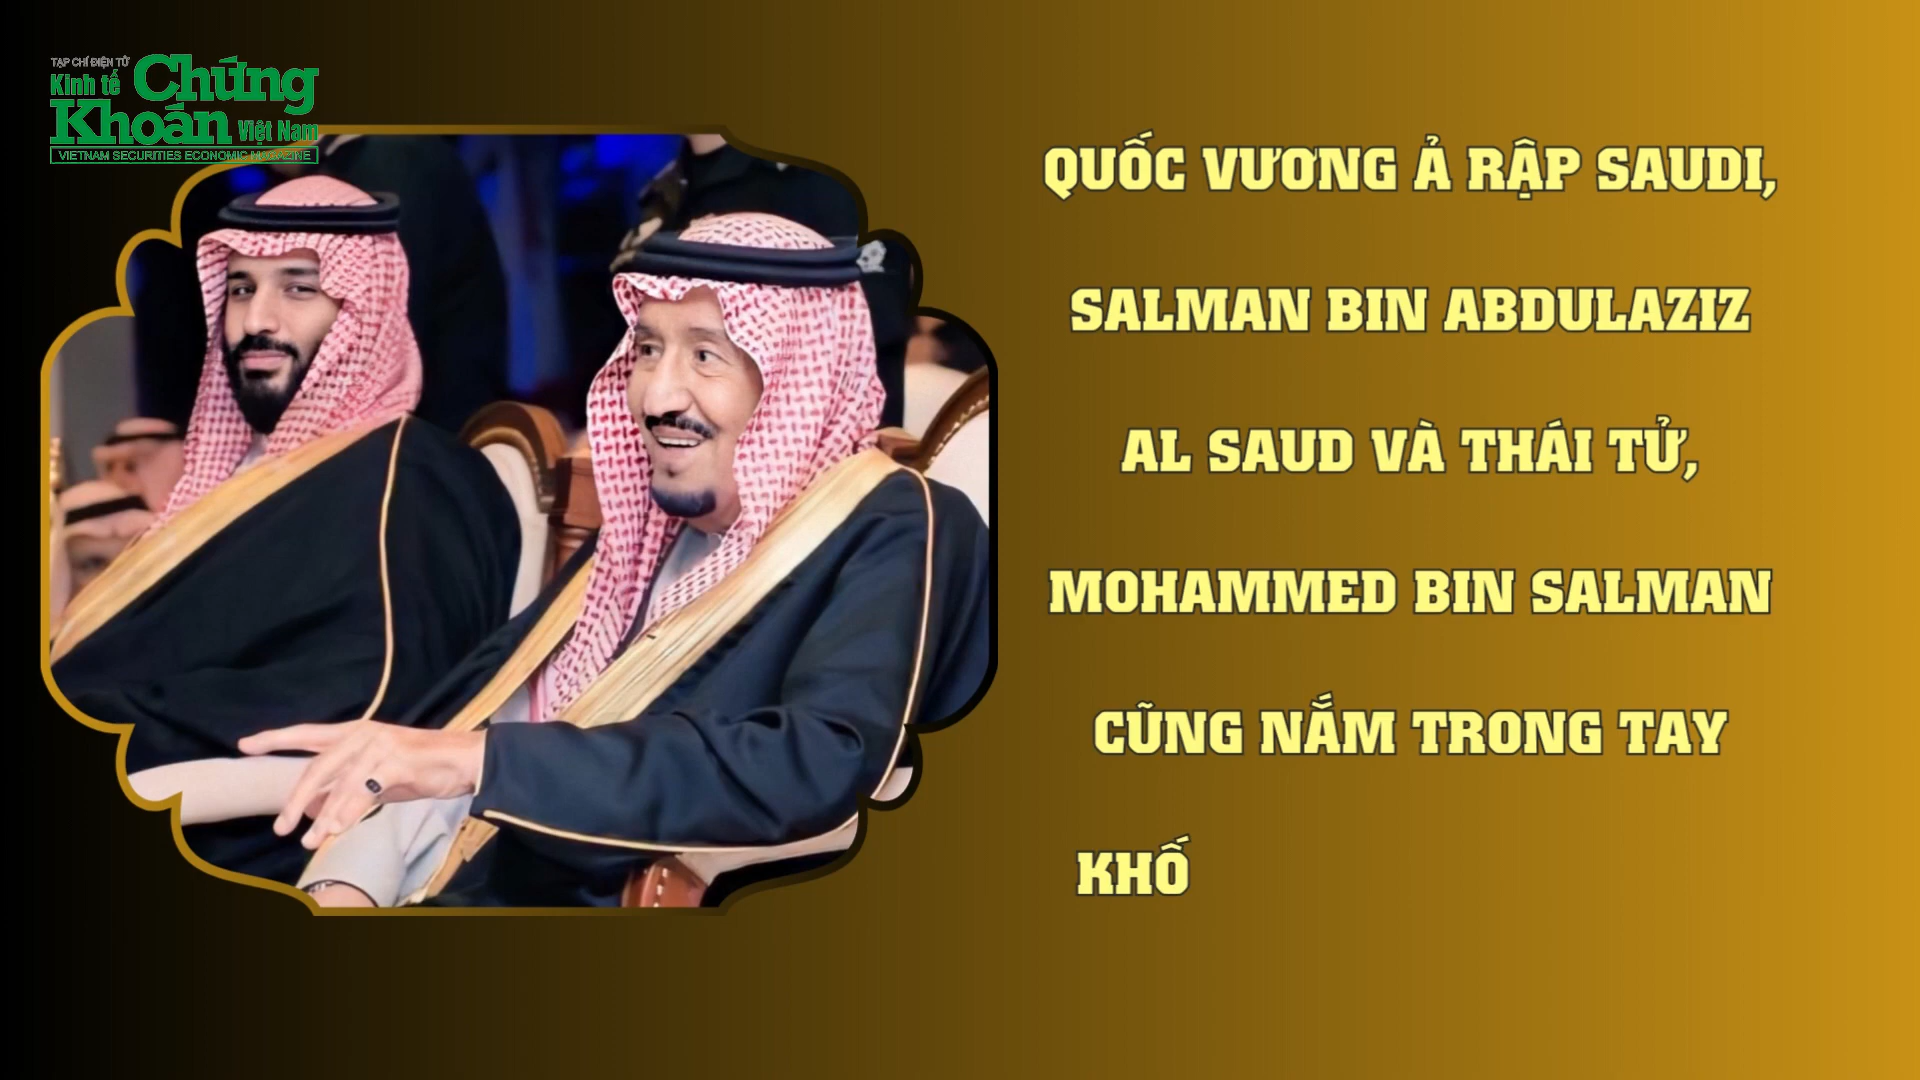 TẠP CHÍ ĐIỆN TỬ
Kinh tế Chứng
Khoán Việt Nam
VIETNAM SECURITIES ECONOMIC MAGAZINE
QUỐC VƯƠNG Ả RẬP SAUDI,
SALMAN BIN ABDULAZIZ
AL SAUD VÀ THÁI TỬ,
MOHAMMED BIN SALMAN
CŨNG NẮM TRONG TAY
KHỐ